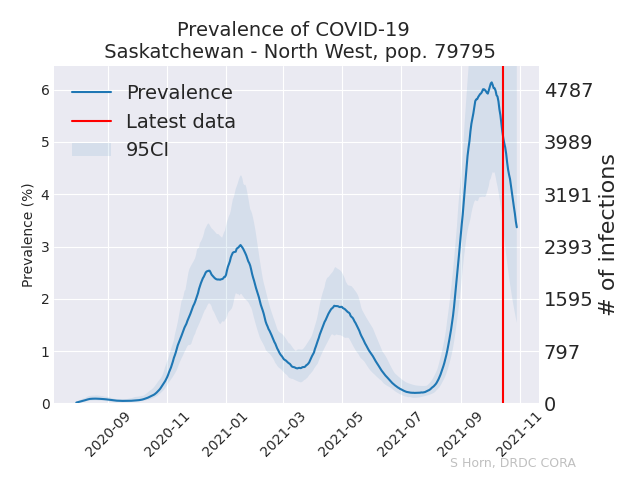 Prevalence of COVID-19
Saskatchewan - North West, pop. 79795
Prevalence
Latest data
95CI
Prevalence (%)
6
5
4
3
2
1
0
4787
3989
3191
2393
1595
797
0
# of infections
2020-09
2020-11
2021-01
2021-03
2021-05
2021-07
2021-09
2021-11
S Horn, DRDC CORA